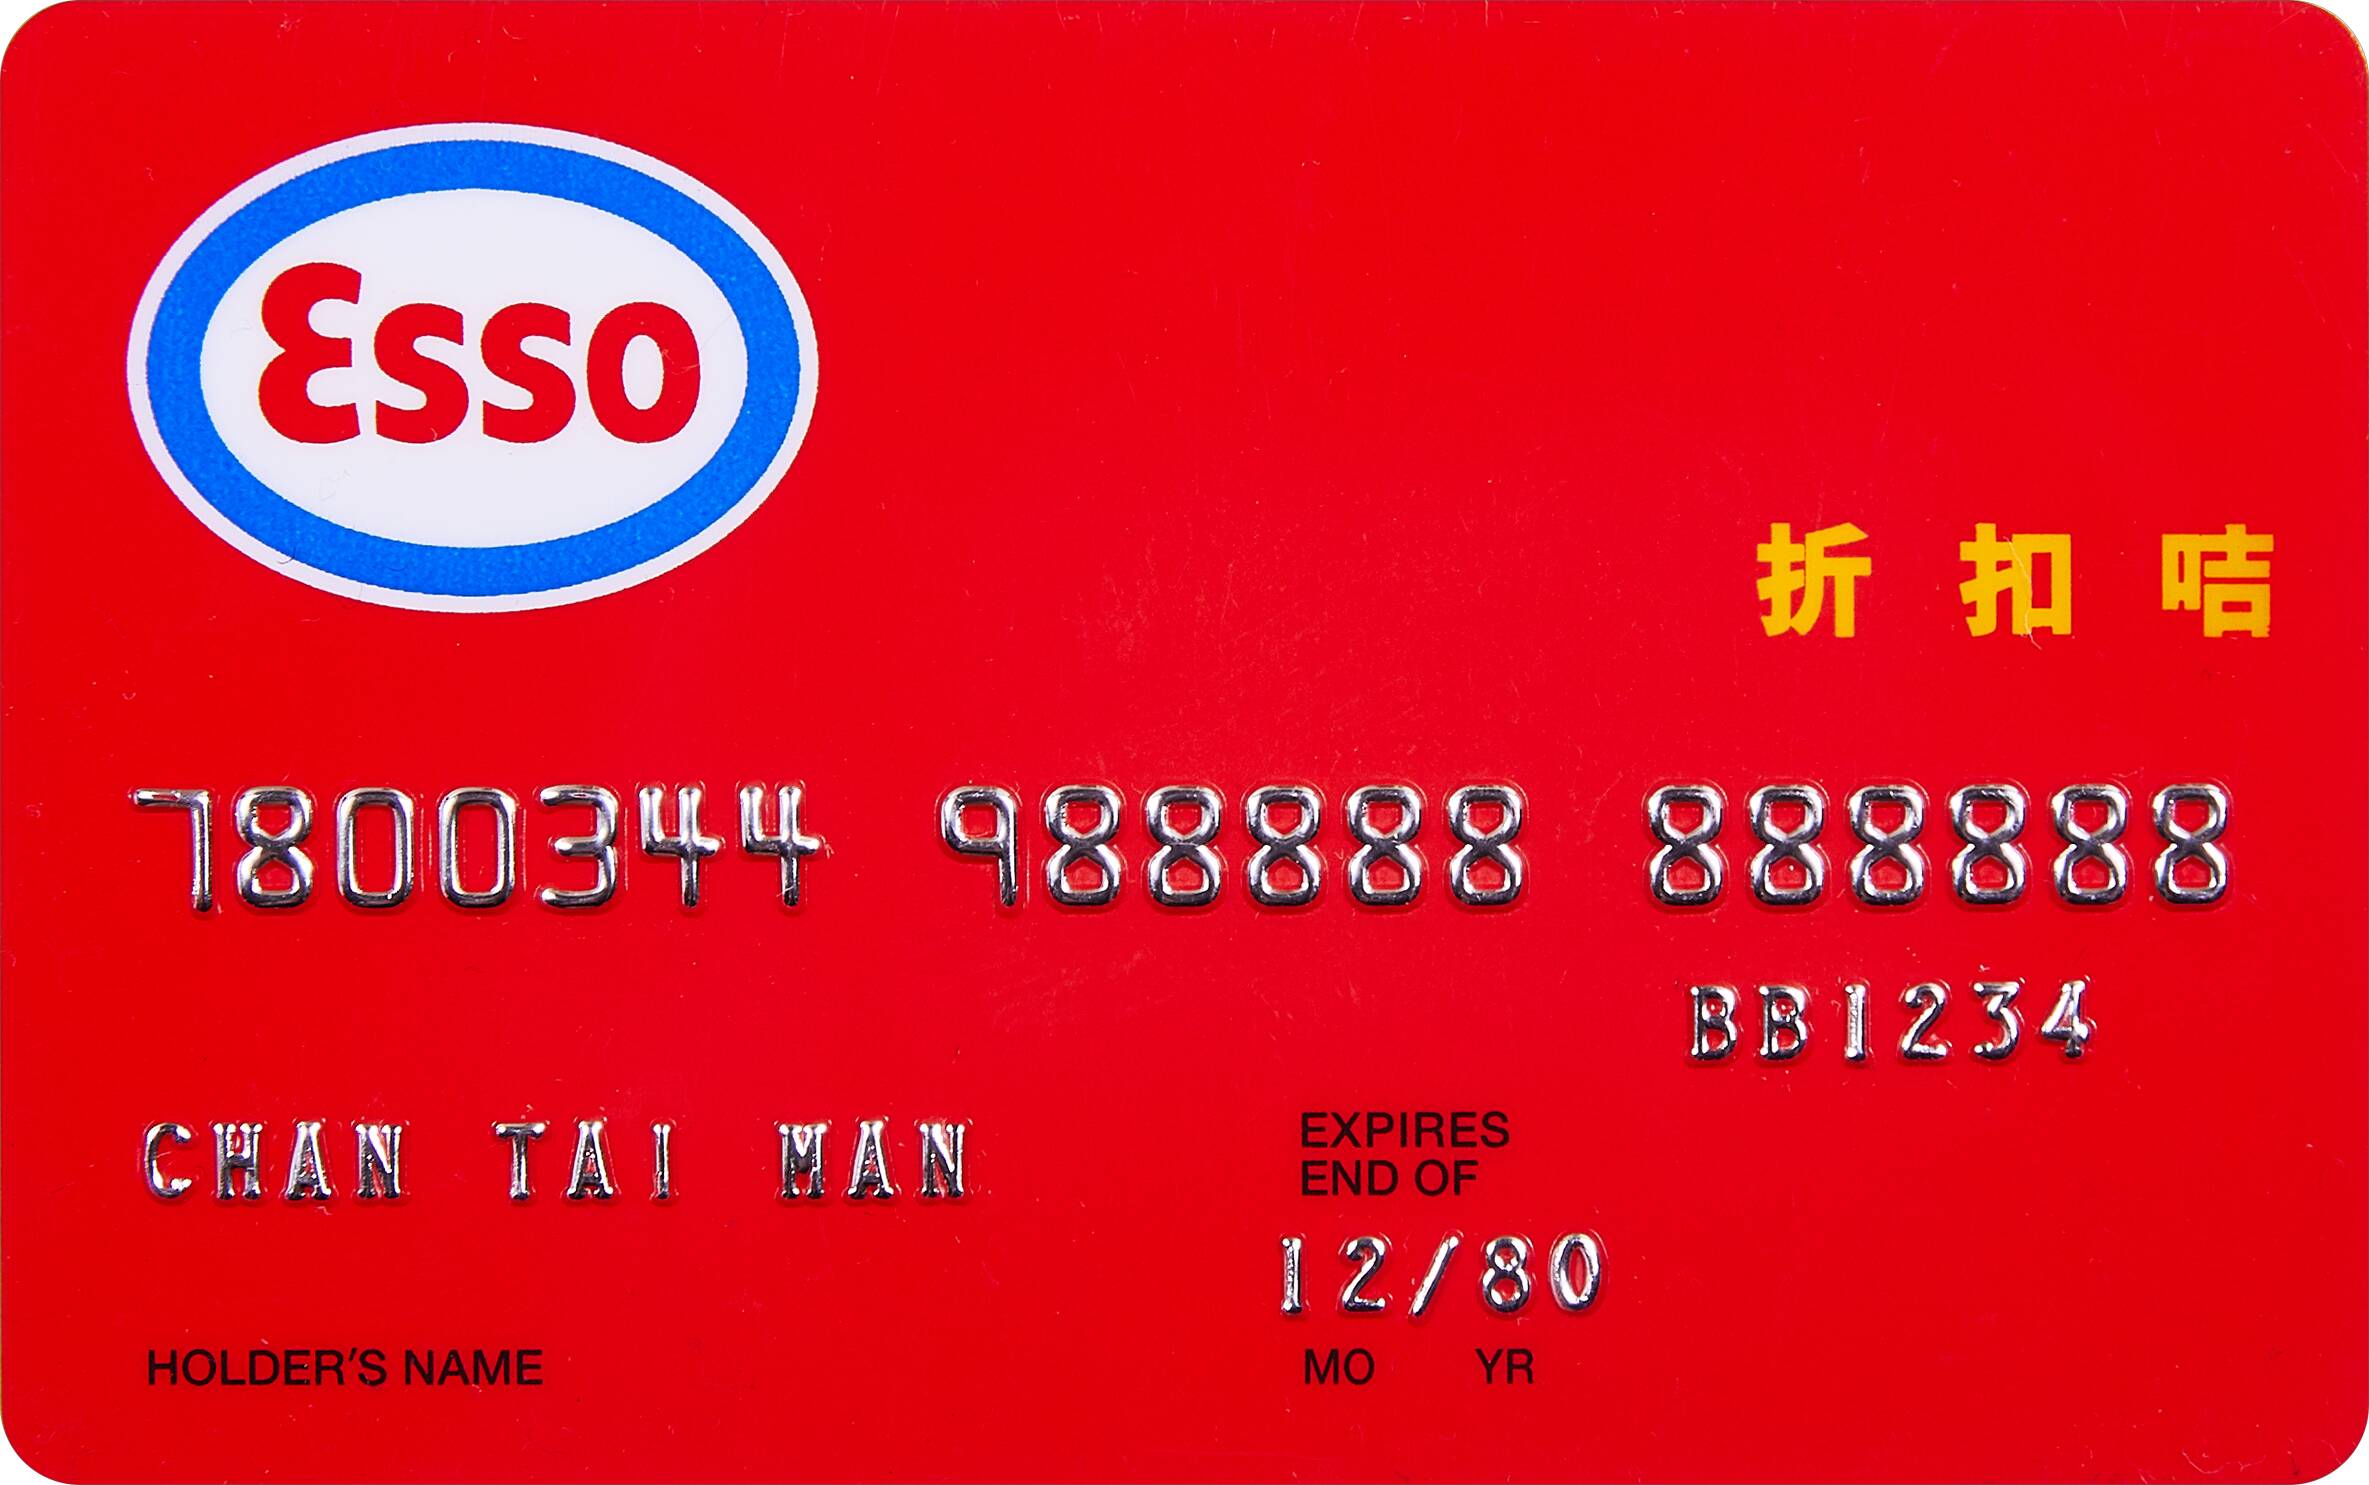 Esso
折扣咭
7800344 988888 888888
BB1234
CHAN TAI MAN
EXPIRES
END OF
12/80
HOLDER'S NAME
MO YR